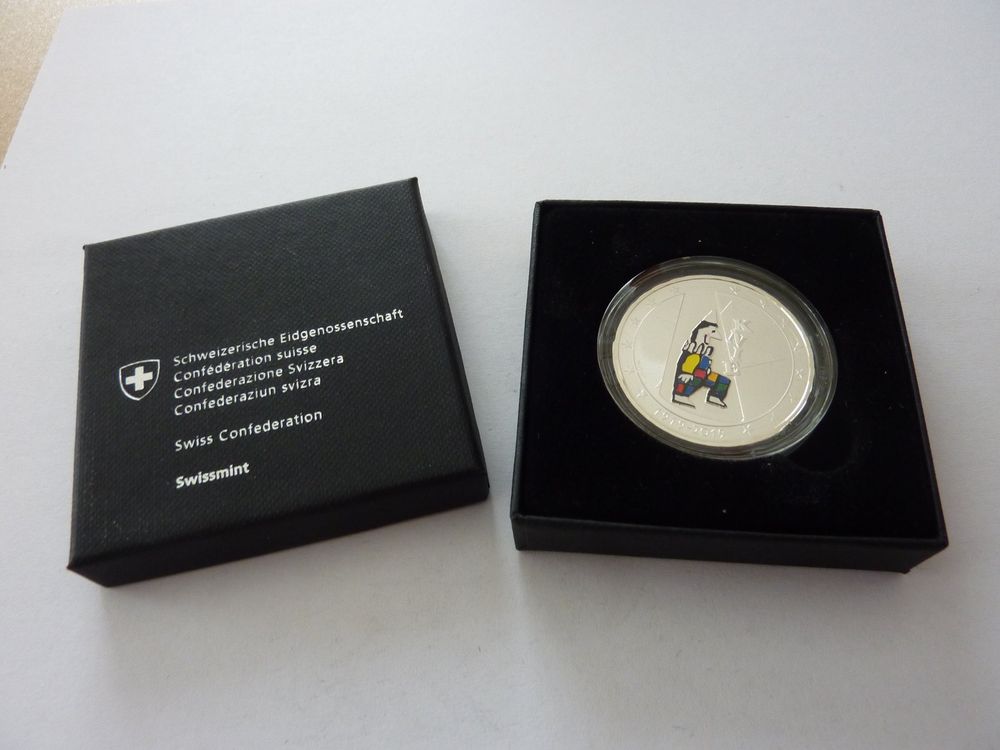 Schweizerische Eidgenossenschaft
Confédération suisse
Confederazione Svizzera
Confederaziun svizra
Swiss Confederation
Swissmint